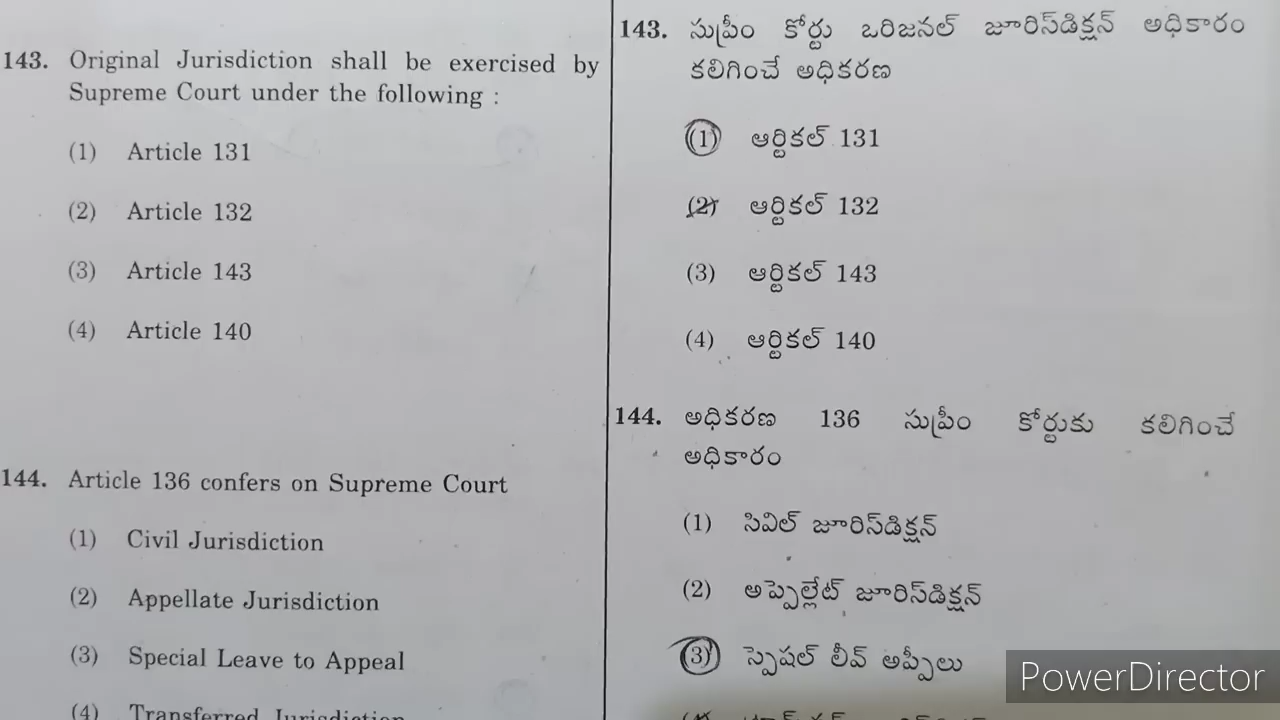 143. Original Jurisdiction shall be exercised by
Supreme Court under the following :
(1) Article 131
(2) Article 132
(3) Article 143
(4) Article 140
144. Article 136 confers on Supreme Court
(1) Civil Jurisdiction
(2) Appellate Jurisdiction
(3) Special Leave to Appeal
(4) Transferred Jurisdiction
143. సుప్రీం కోర్టు ఒరిజనల్ జూరిస్‌డిక్షన్ అధికారం
కలిగించే అధికరణ
(1) ఆర్టికల్ 131
(2) ఆర్టికల్ 132
(3) ఆర్టికల్ 143
(4) ఆర్టికల్ 140
144. అధికరణ 136 సుప్రీం కోర్టుకు కలిగించే
అధికారం
(1) సివిల్ జూరిస్‌డిక్షన్
(2) అప్పెల్లేట్ జూరిస్‌డిక్షన్
(3) స్పెషల్ లీవ్ అప్పీలు
PowerDirector